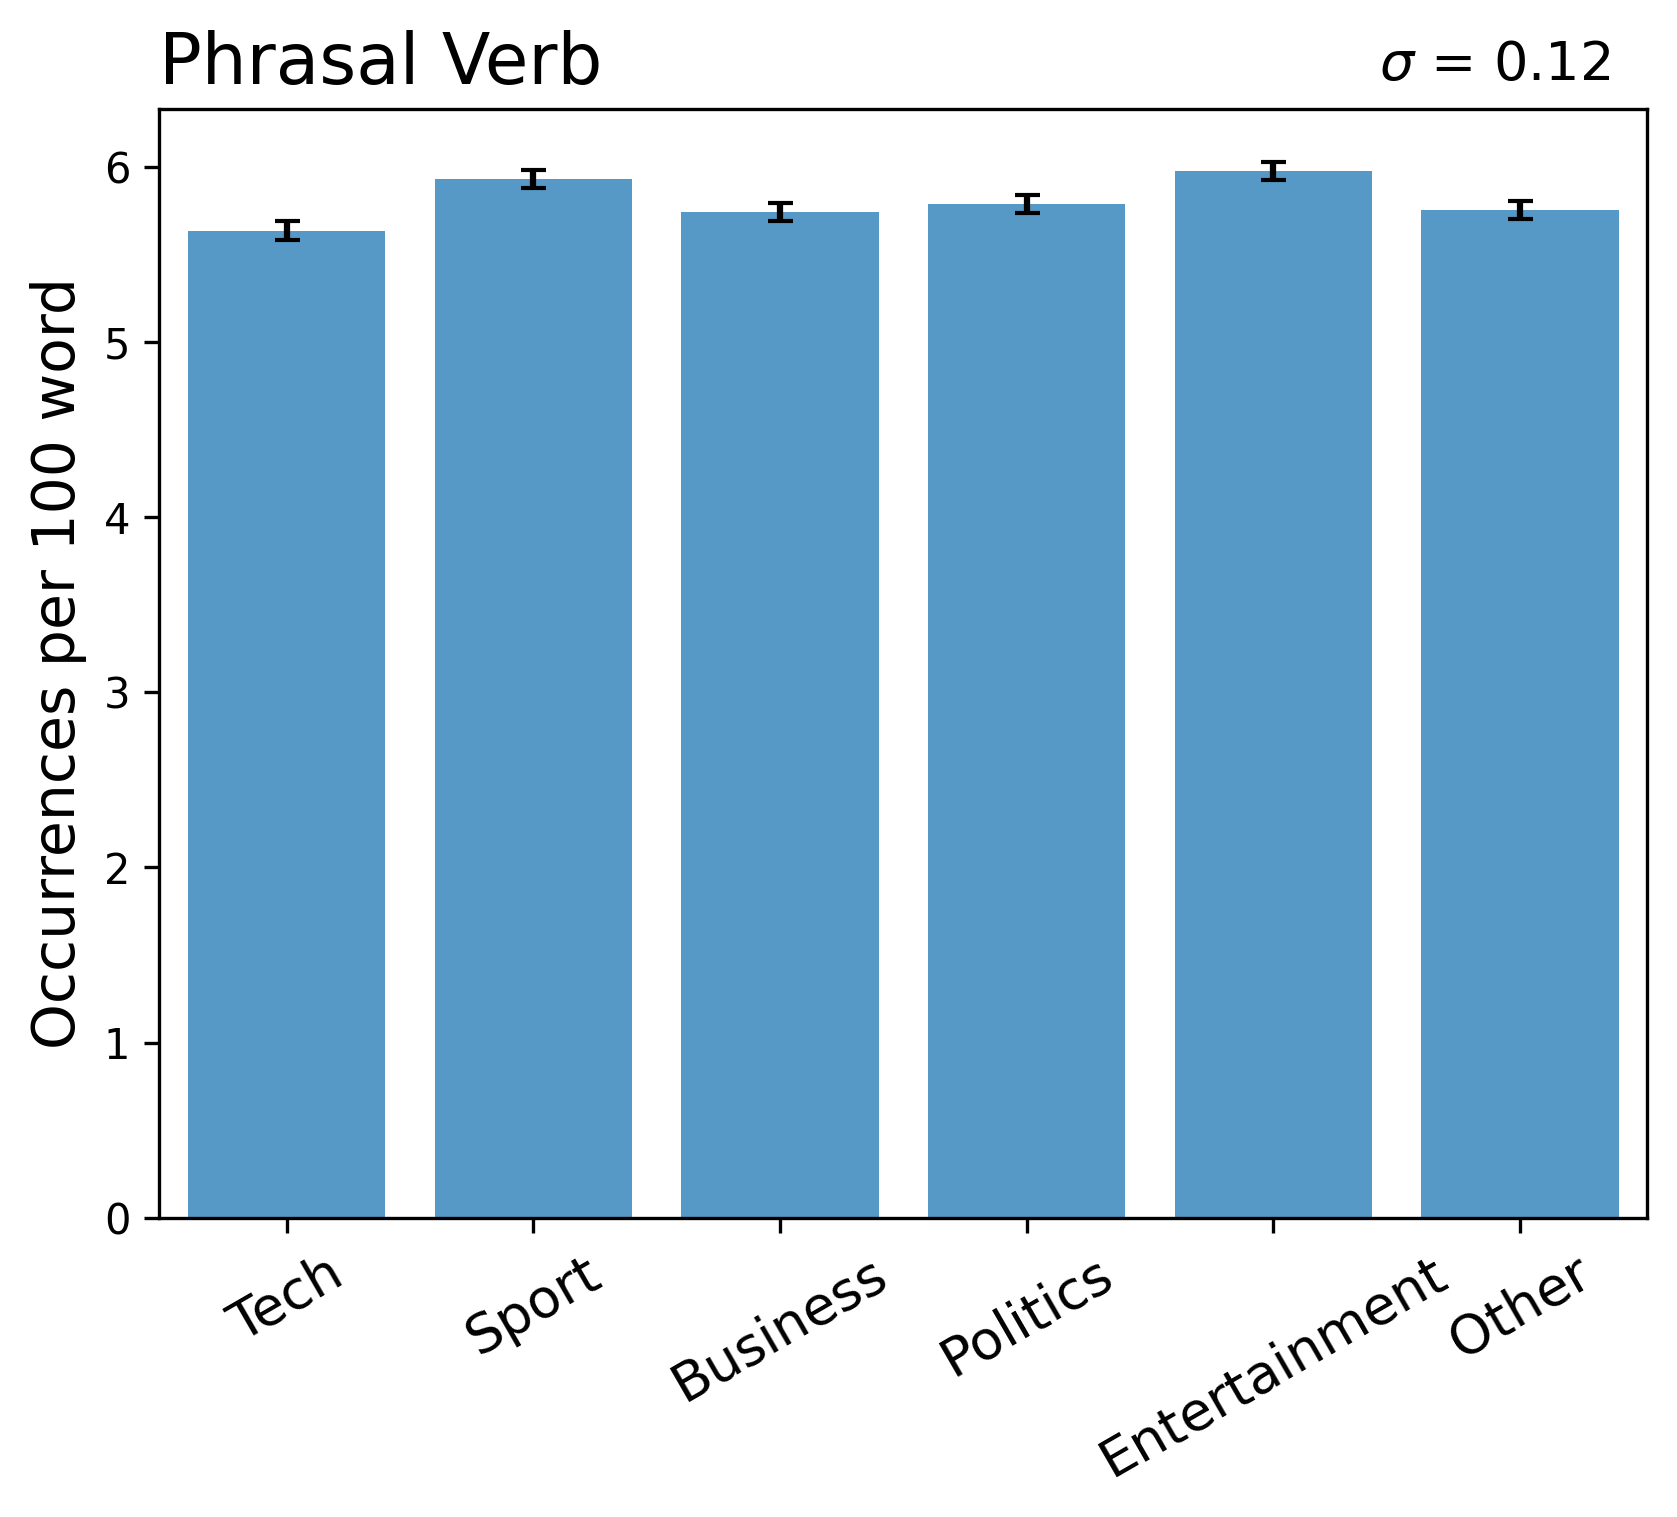 Phrasal Verb
σ = 0.12
Occurrences per 100 word
6
5
4
3
2
1
0
Tech
Sport
Business
Politics
Entertainment
Other